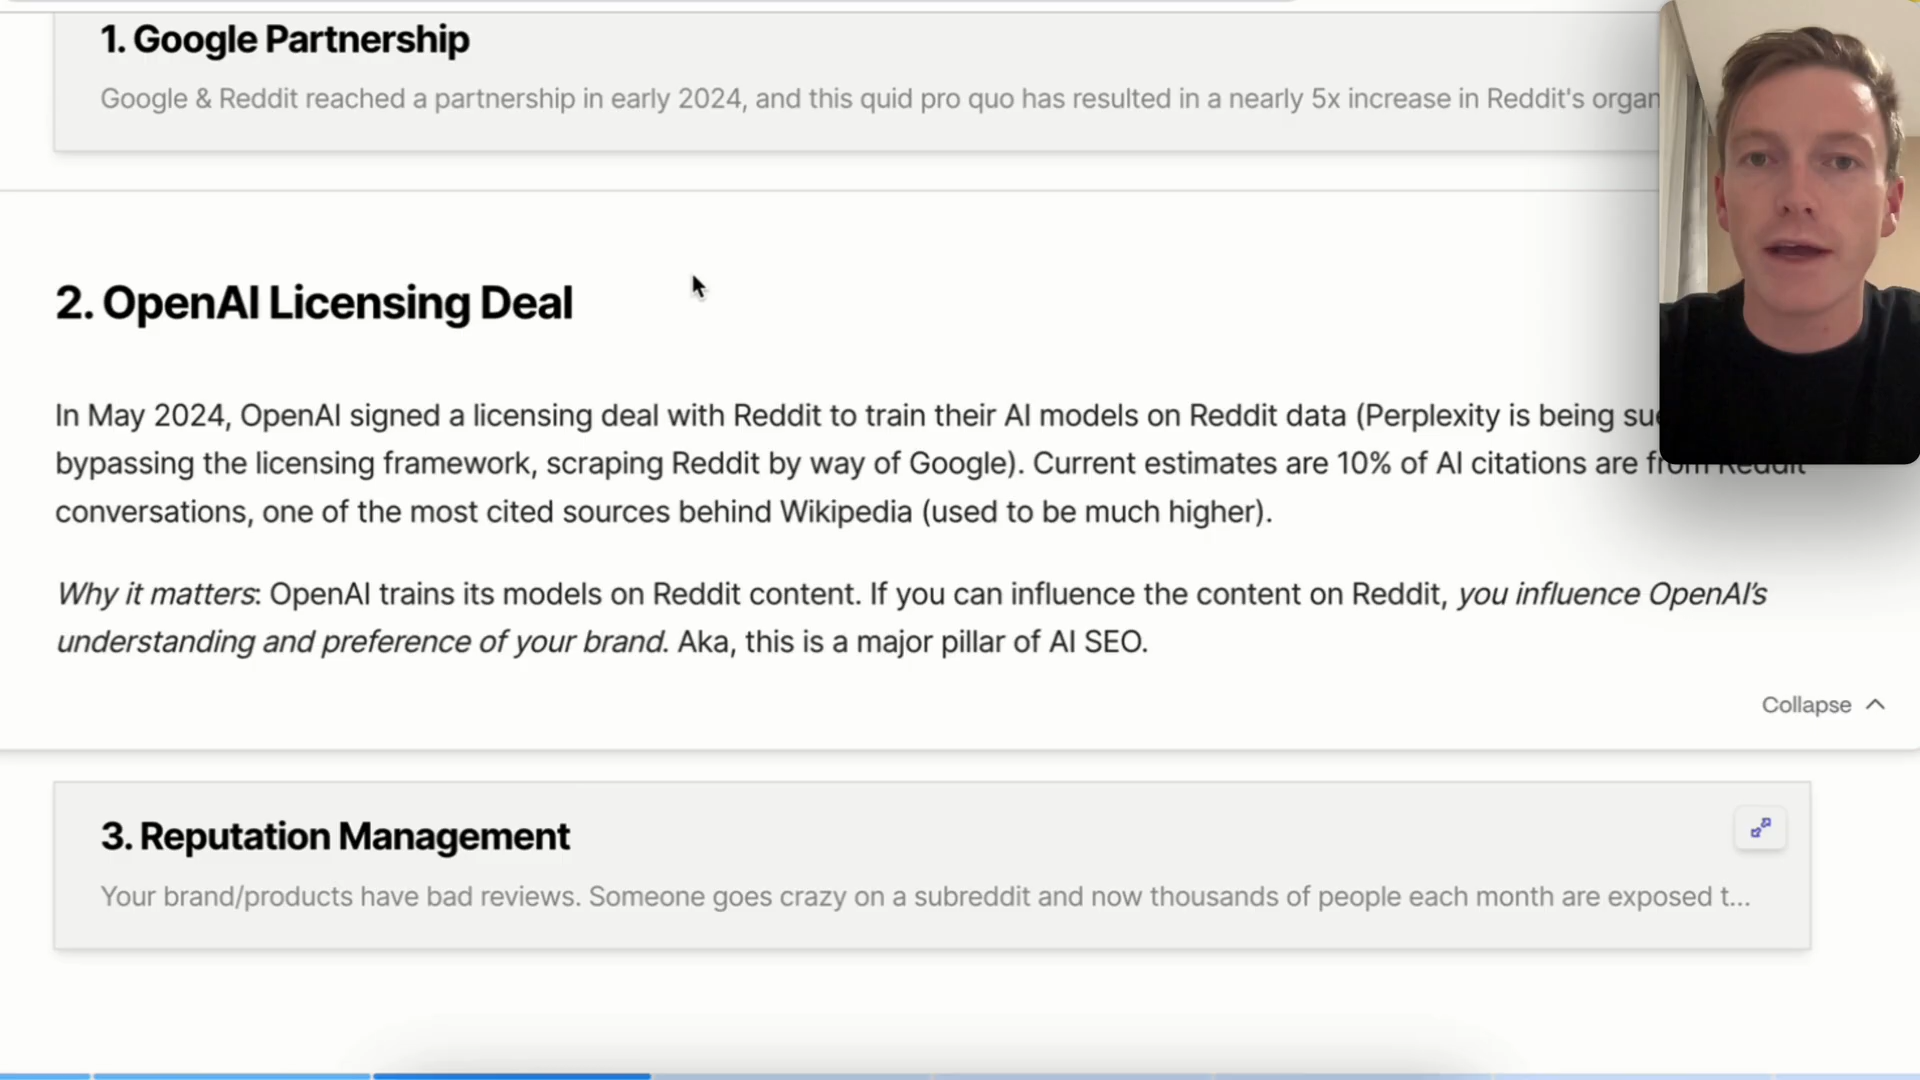 1. Google Partnership
Google & Reddit reached a partnership in early 2024, and this quid pro quo has resulted in a nearly 5x increase in Reddit's organ
2. OpenAI Licensing Deal
In May 2024, OpenAI signed a licensing deal with Reddit to train their AI models on Reddit data (Perplexity is being
bypassing the licensing framework, scraping Reddit by way of Google). Current estimates are 10% of AI citations are from Reddit
conversations, one of the most cited sources behind Wikipedia (used to be much higher).
Why it matters: OpenAI trains its models on Reddit content. If you can influence the content on Reddit, you influence OpenAI’s
understanding and preference of your brand. Aka, this is a major pillar of AI SEO.
Collapse
3. Reputation Management
Your brand/products have bad reviews. Someone goes crazy on a subreddit and now thousands of people each month are exposed t...